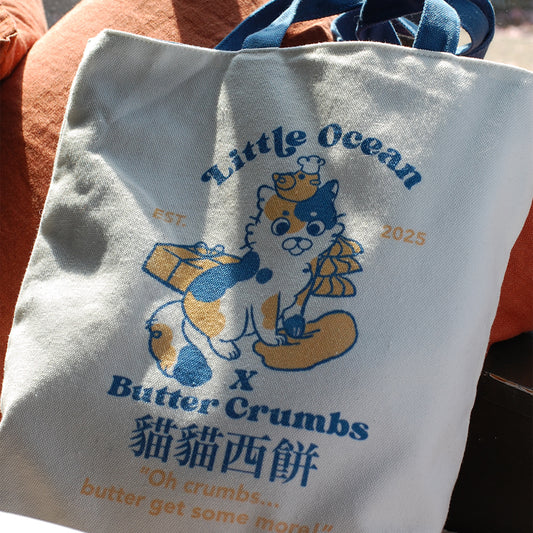 Little Ocean
EST. 2025
X
Butter Crumbs
貓貓西餅
"Oh crumbs...
butter get some more!"